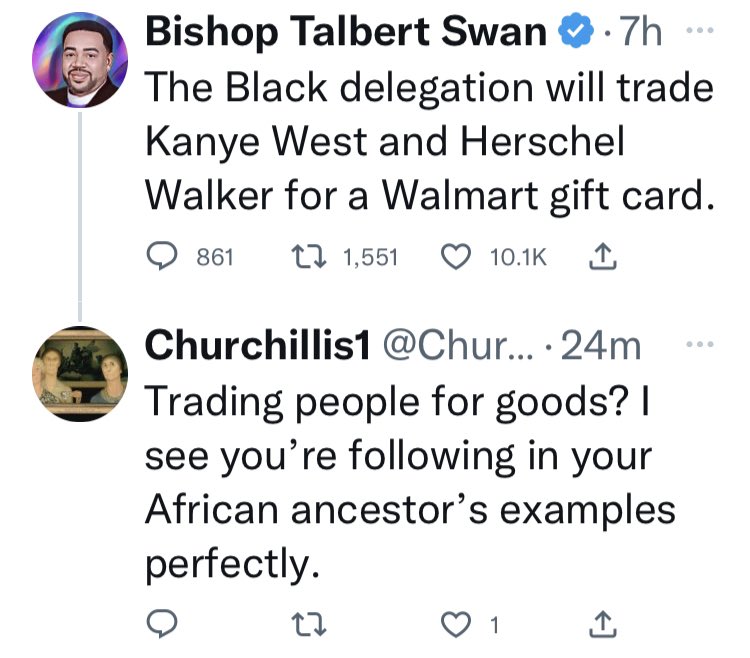 Bishop Talbert Swan · 7h ...
The Black delegation will trade
Kanye West and Herschel
Walker for a Walmart gift card.
861 1,551 10.1K
Churchillis1 @Chur... · 24m ...
Trading people for goods? I
see you’re following in your
African ancestor’s examples
perfectly.
1